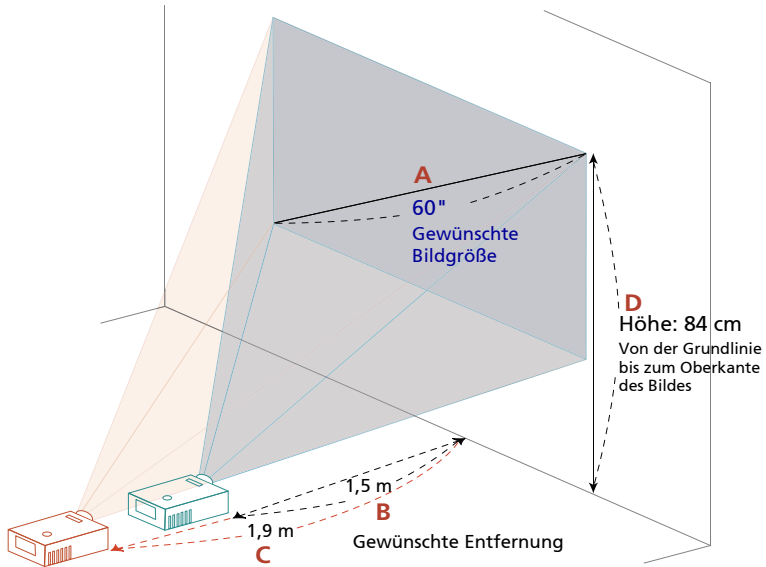 A
60"
Gewünschte
Bildgröße
D
Höhe: 84 cm
Von der Grundlinie
bis zum Oberkante
des Bildes
1,5 m
B
1,9 m
C
Gewünschte Entfernung